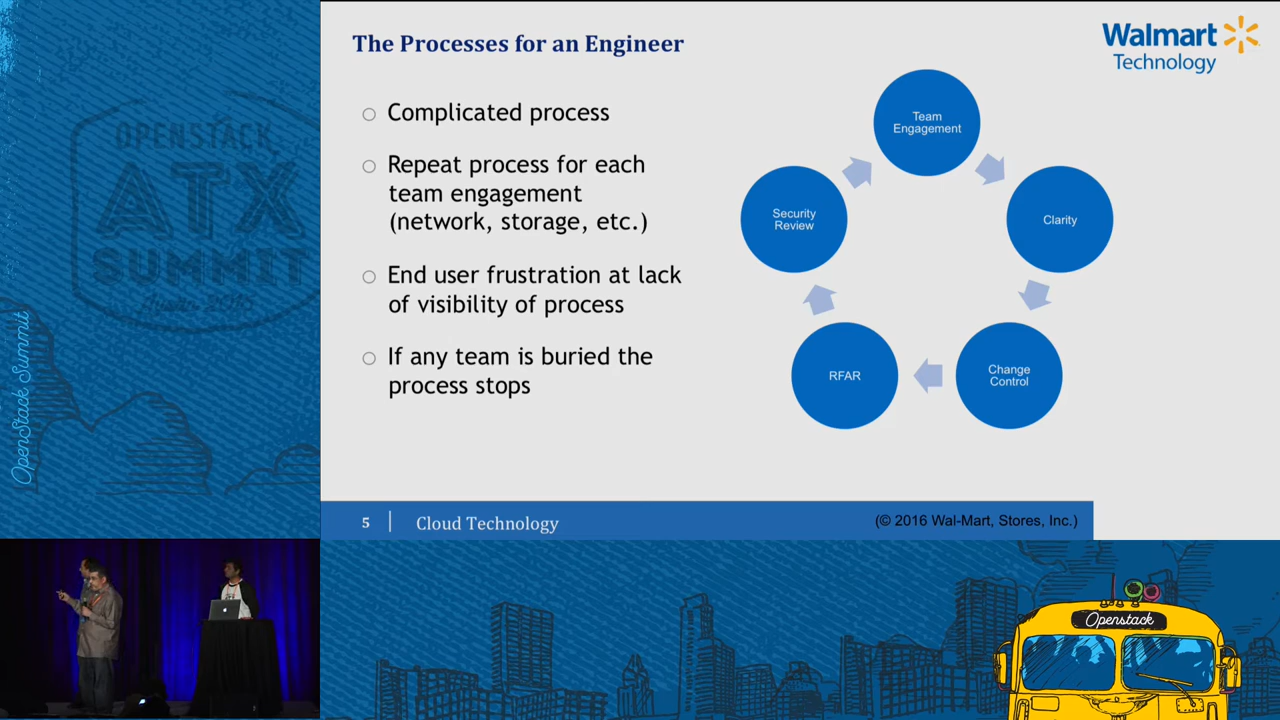 The Processes for an Engineer
Walmart
Technology
○ Complicated process
○ Repeat process for each
team engagement
(network, storage, etc.)
○ End user frustration at lack
of visibility of process
○ If any team is buried the
process stops
Team
Engagement
Clarity
Change
Control
RFAR
Security
Review
5
Cloud Technology
(© 2016 Wal-Mart, Stores, Inc.)
OPENSTACK
ATX
SUMMIT
Austin 2016
OpenStack Summit
Openstack